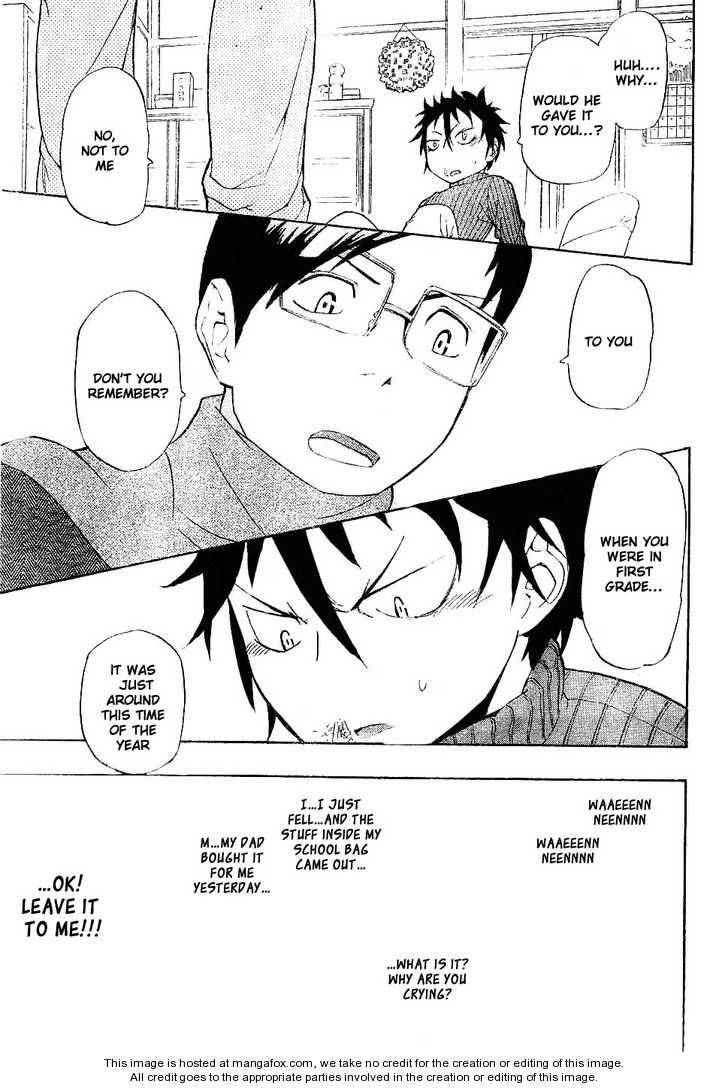 HUH....
WHY...
WOULD HE
GAVE IT
TO YOU...?
NO,
NOT TO
ME
TO YOU
DON'T YOU
REMEMBER?
WHEN YOU
WERE IN
FIRST
GRADE...
IT WAS
JUST
AROUND
THIS TIME
OF THE
YEAR
WAAEEENN
NEENNNN
WAAEEENN
NEENNNN
...WHAT IS IT?
WHY ARE YOU
CRYING?
I...I JUST
FELL...AND THE
STUFF INSIDE MY
SCHOOL BAG
CAME OUT...
M...MY DAD
BOUGHT IT
FOR ME
YESTERDAY...
...OK!
LEAVE IT
TO ME!!!
This image is hosted at mangafox.com, we take no credit for the creation or editing of this image.
All credit goes to the appropriate parties involved in creating and editing this image.